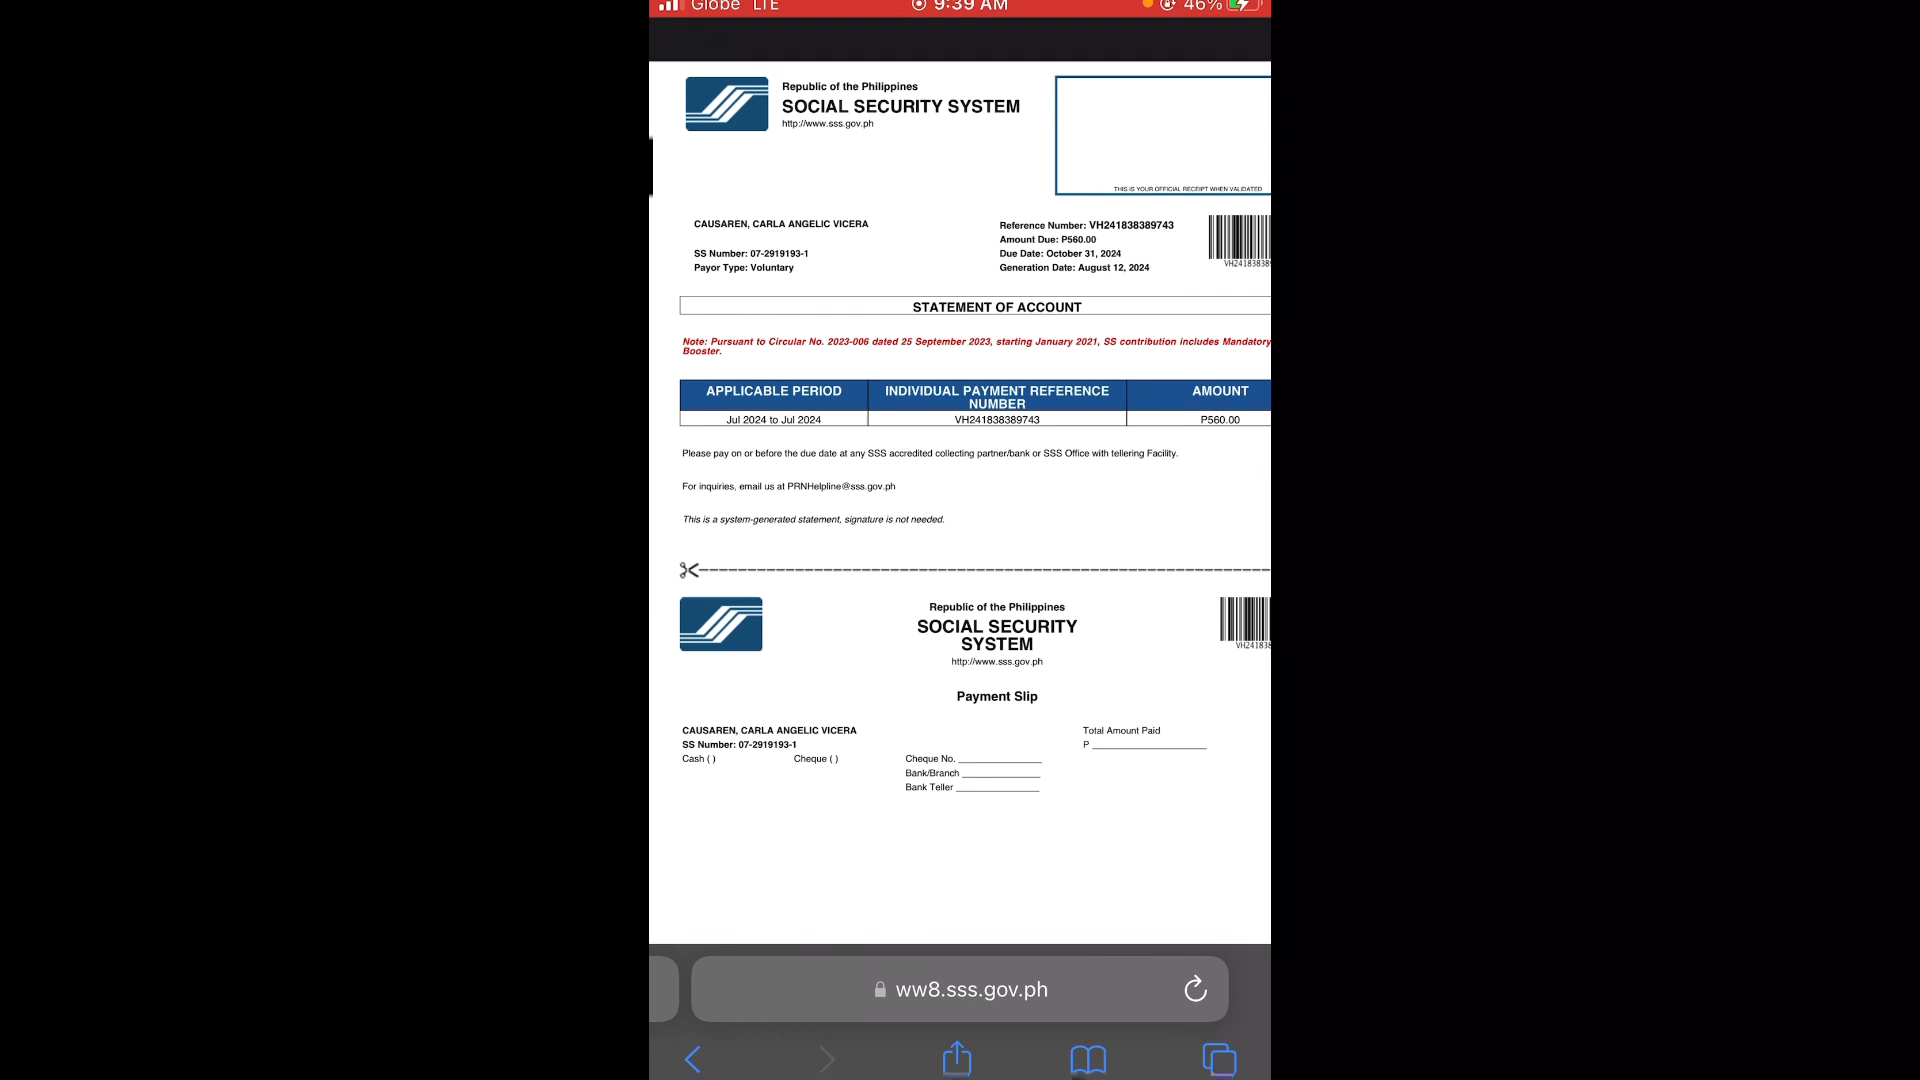 Globe LTE 9:39 AM 46%
Republic of the Philippines
SOCIAL SECURITY SYSTEM
http://www.sss.gov.ph
THIS IS YOUR OFFICIAL RECEIPT WHEN VALIDATED
CAUSAREN, CARLA ANGELIC VICERA
SS Number: 07-2919193-1
Payor Type: Voluntary
Reference Number: VH241838389743
Amount Due: P560.00
Due Date: October 31, 2024
Generation Date: August 12, 2024
VH24183838
STATEMENT OF ACCOUNT
Note: Pursuant to Circular No. 2023-006 dated 25 September 2023, starting January 2021, SS contribution includes Mandatory
Booster.
APPLICABLE PERIOD INDIVIDUAL PAYMENT REFERENCE NUMBER AMOUNT
Jul 2024 to Jul 2024 VH241838389743 P560.00
Please pay on or before the due date at any SSS accredited collecting partner/bank or SSS Office with tellering Facility.
For inquiries, email us at PRNHelpline@sss.gov.ph
This is a system-generated statement, signature is not needed.
Republic of the Philippines
SOCIAL SECURITY
SYSTEM
http://www.sss.gov.ph
VH24183
Payment Slip
CAUSAREN, CARLA ANGELIC VICERA
SS Number: 07-2919193-1
Cash ( ) Cheque ( )
Cheque No. ________________
Bank/Branch ________________
Bank Teller ________________
Total Amount Paid
P ______________________
ww8.sss.gov.ph